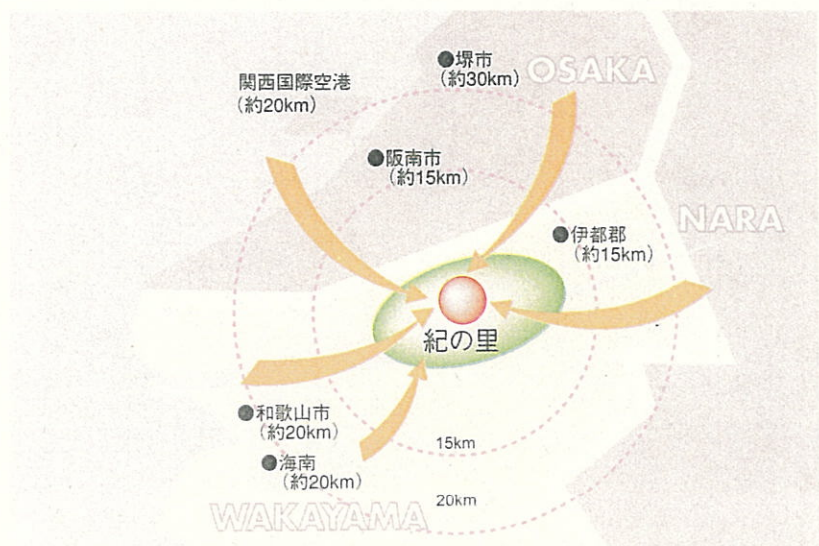 ●堺市
(約30km)
OSAKA
関西国際空港
(約20km)
●阪南市
(約15km)
NARA
●伊都郡
(約15km)
紀の里
●和歌山市
(約20km)
15km
●海南
(約20km)
20km
WAKAYAMA